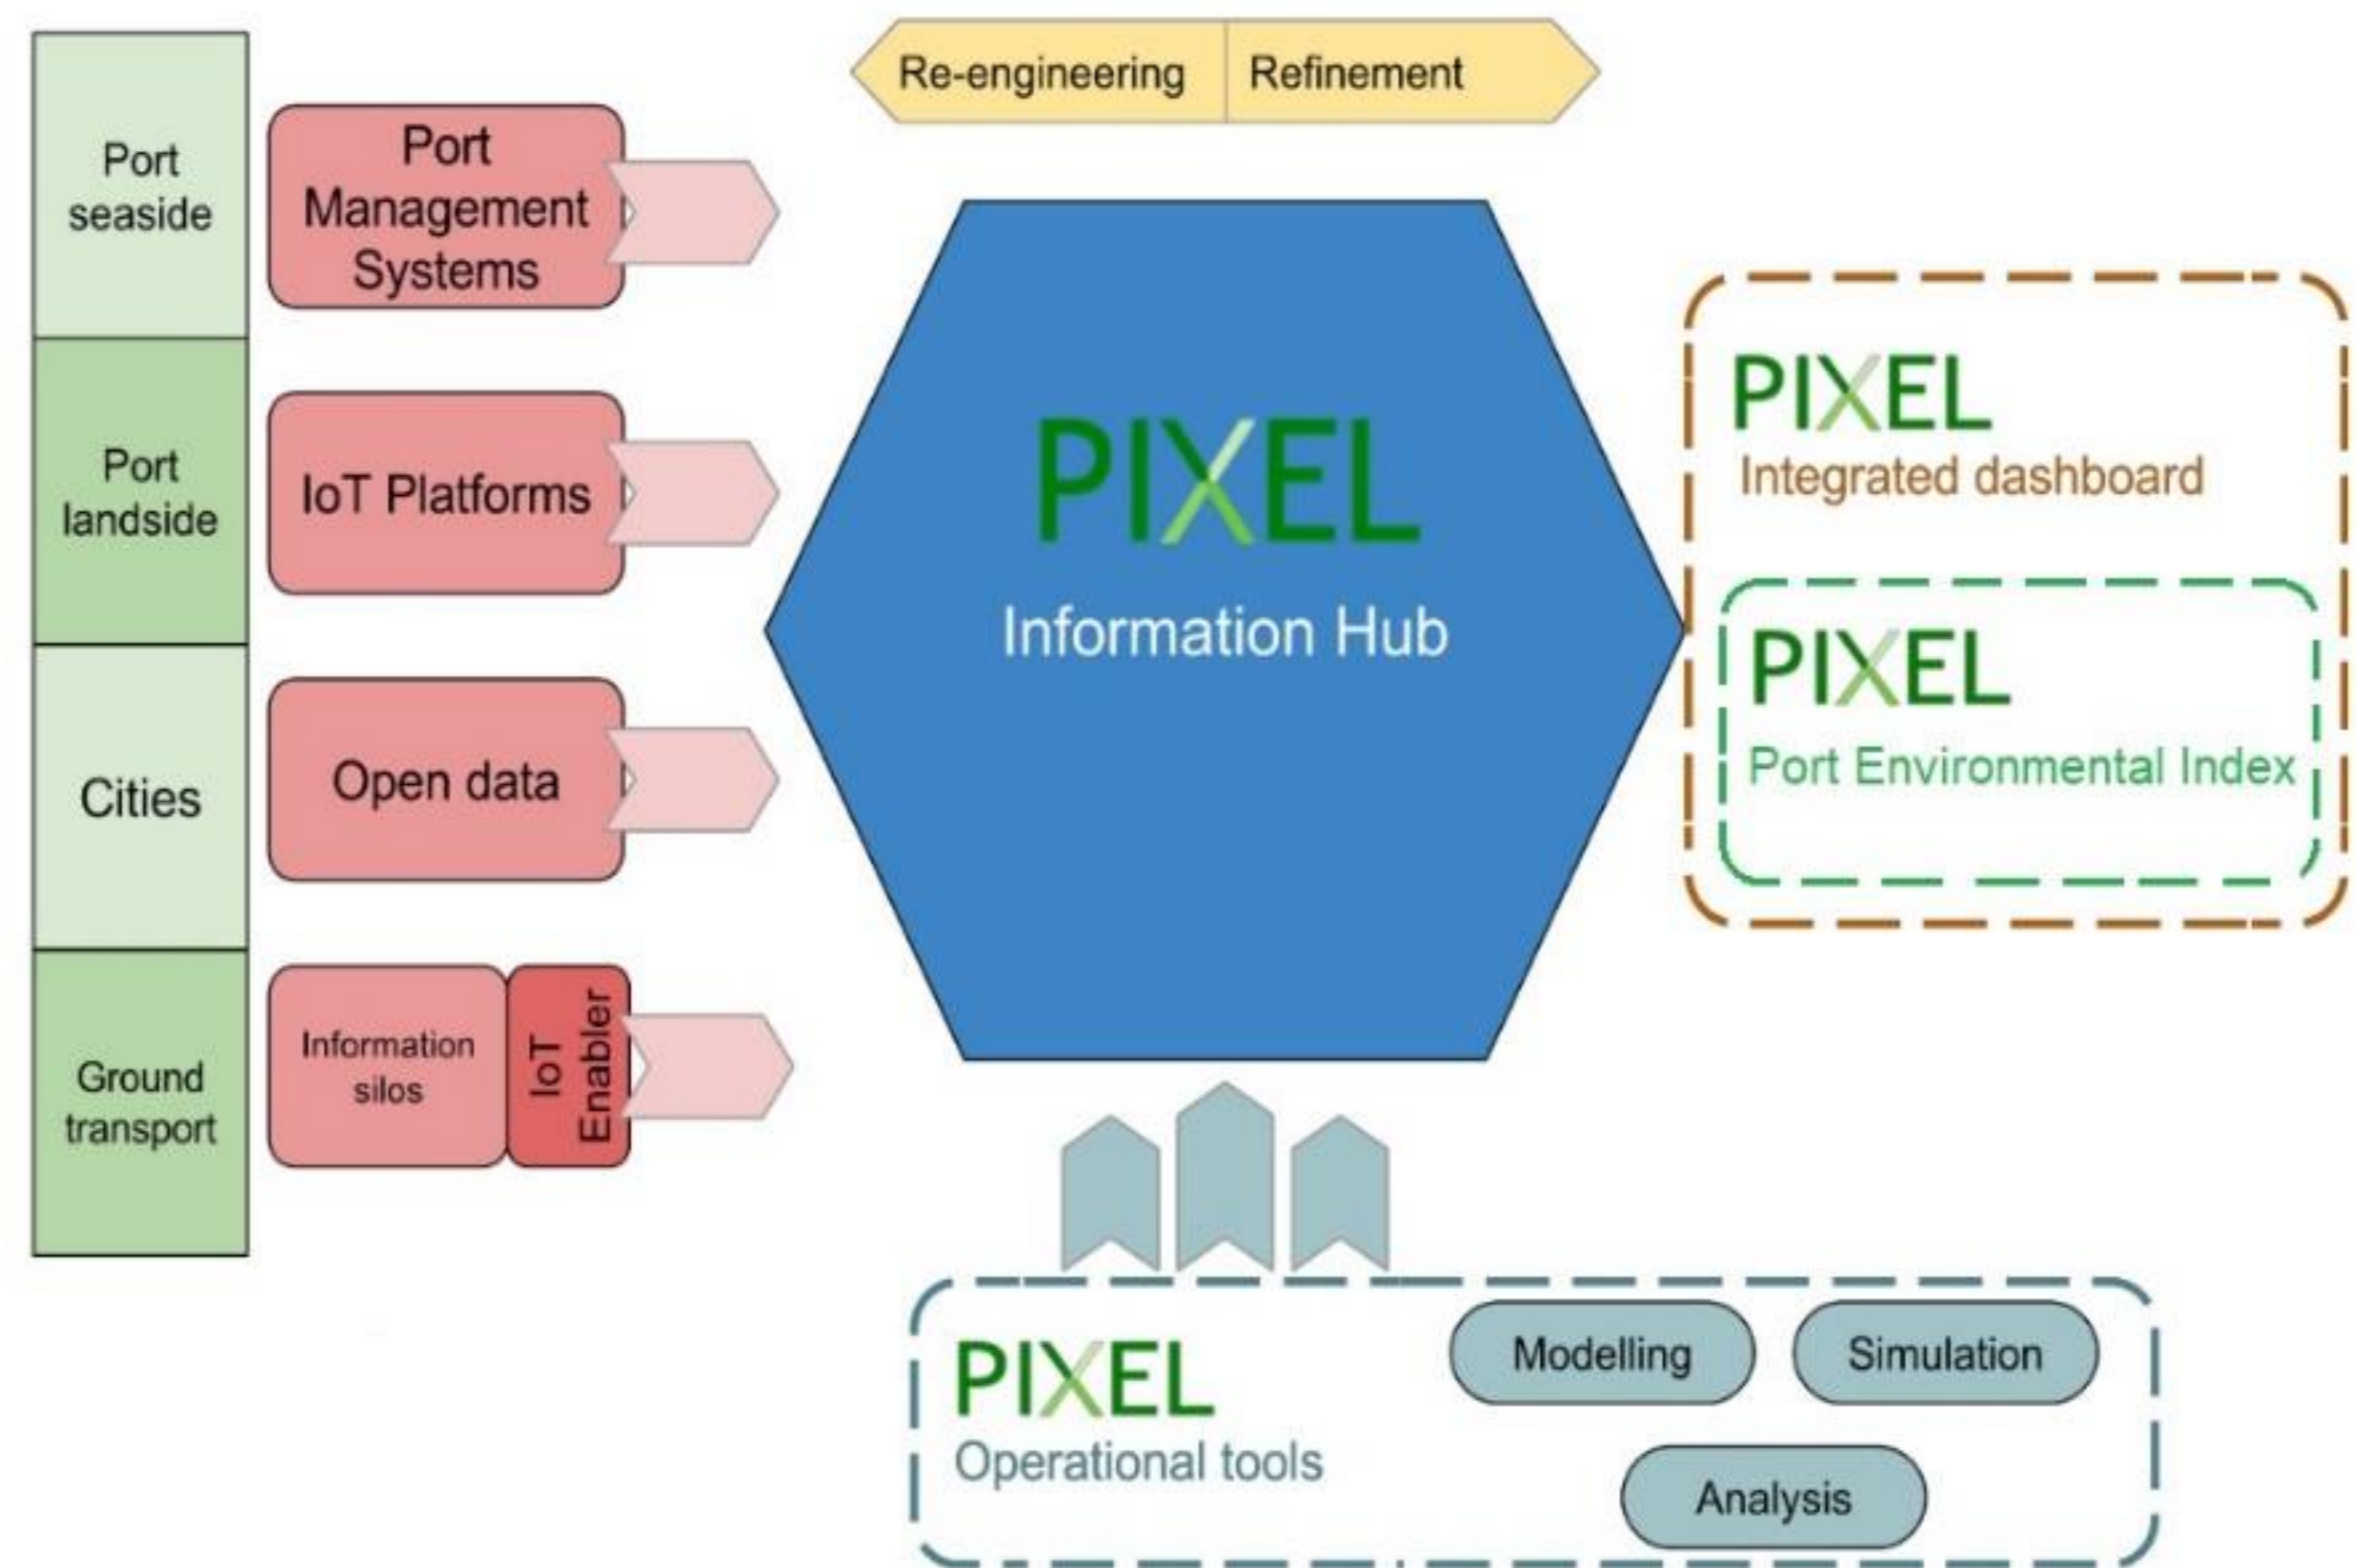 Re-engineering
Refinement
Port
seaside
Port
landside
Cities
Ground
transport
Port
Management
Systems
IoT Platforms
Open data
Information
silos
IoT
Enabler
PIXEL
Information Hub
PIXEL
Integrated dashboard
PIXEL
Port Environmental Index
PIXEL
Operational tools
Modelling
Simulation
Analysis